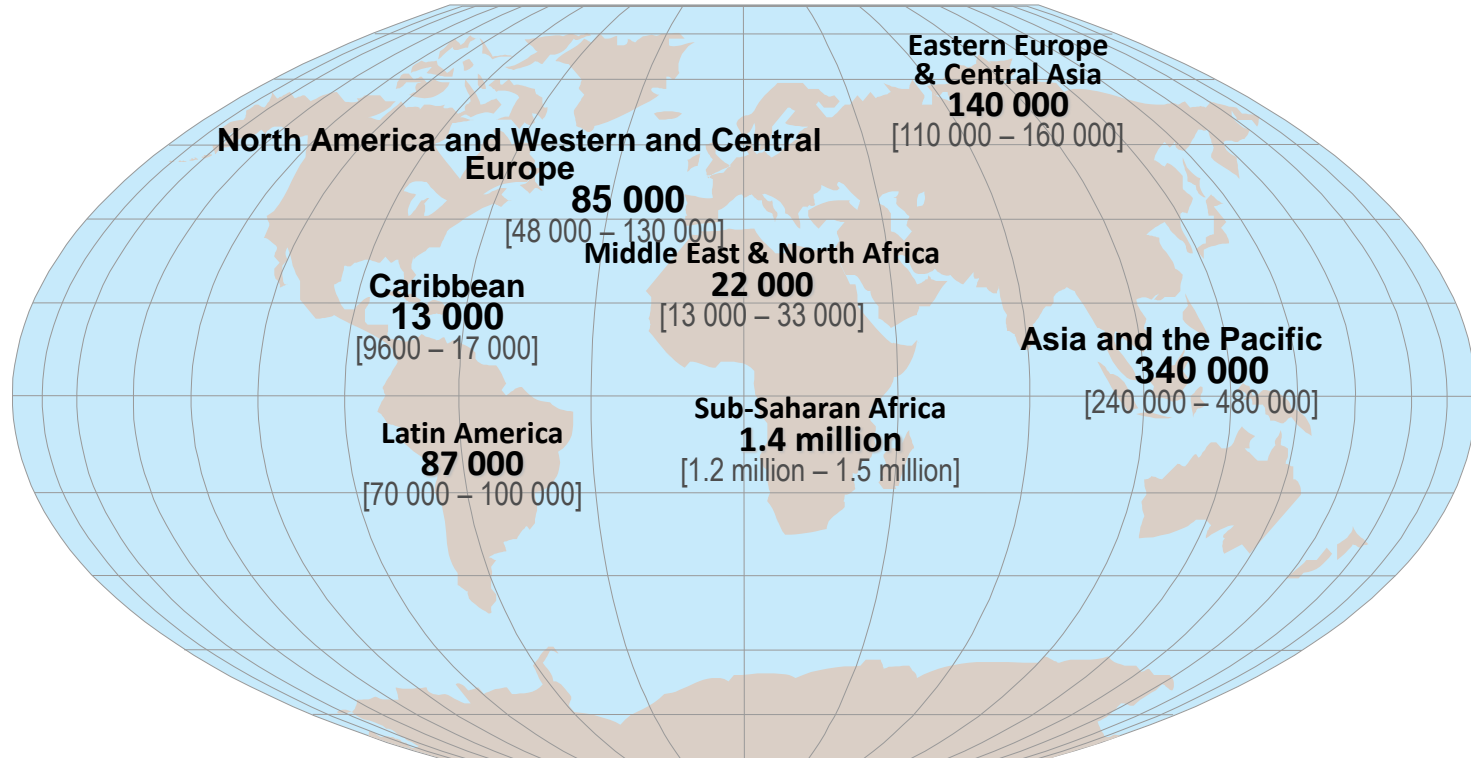 Eastern Europe
& Central Asia
140 000
[110 000 – 160 000]
North America and Western and Central
Europe
85 000
[48 000 – 130 000]
Middle East & North Africa
22 000
[13 000 – 33 000]
Caribbean
13 000
[9600 – 17 000]
Asia and the Pacific
340 000
[240 000 – 480 000]
Sub-Saharan Africa
1.4 million
[1.2 million – 1.5 million]
Latin America
87 000
[70 000 – 100 000]